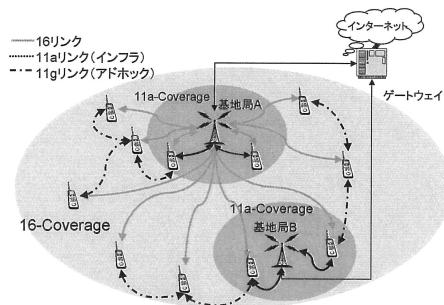 インターネット
16リンク
11aリンク(インフラ)
11gリンク(アドホック)
ゲートウェイ
11a-Coverage
基地局A
16-Coverage
11a-Coverage
基地局B